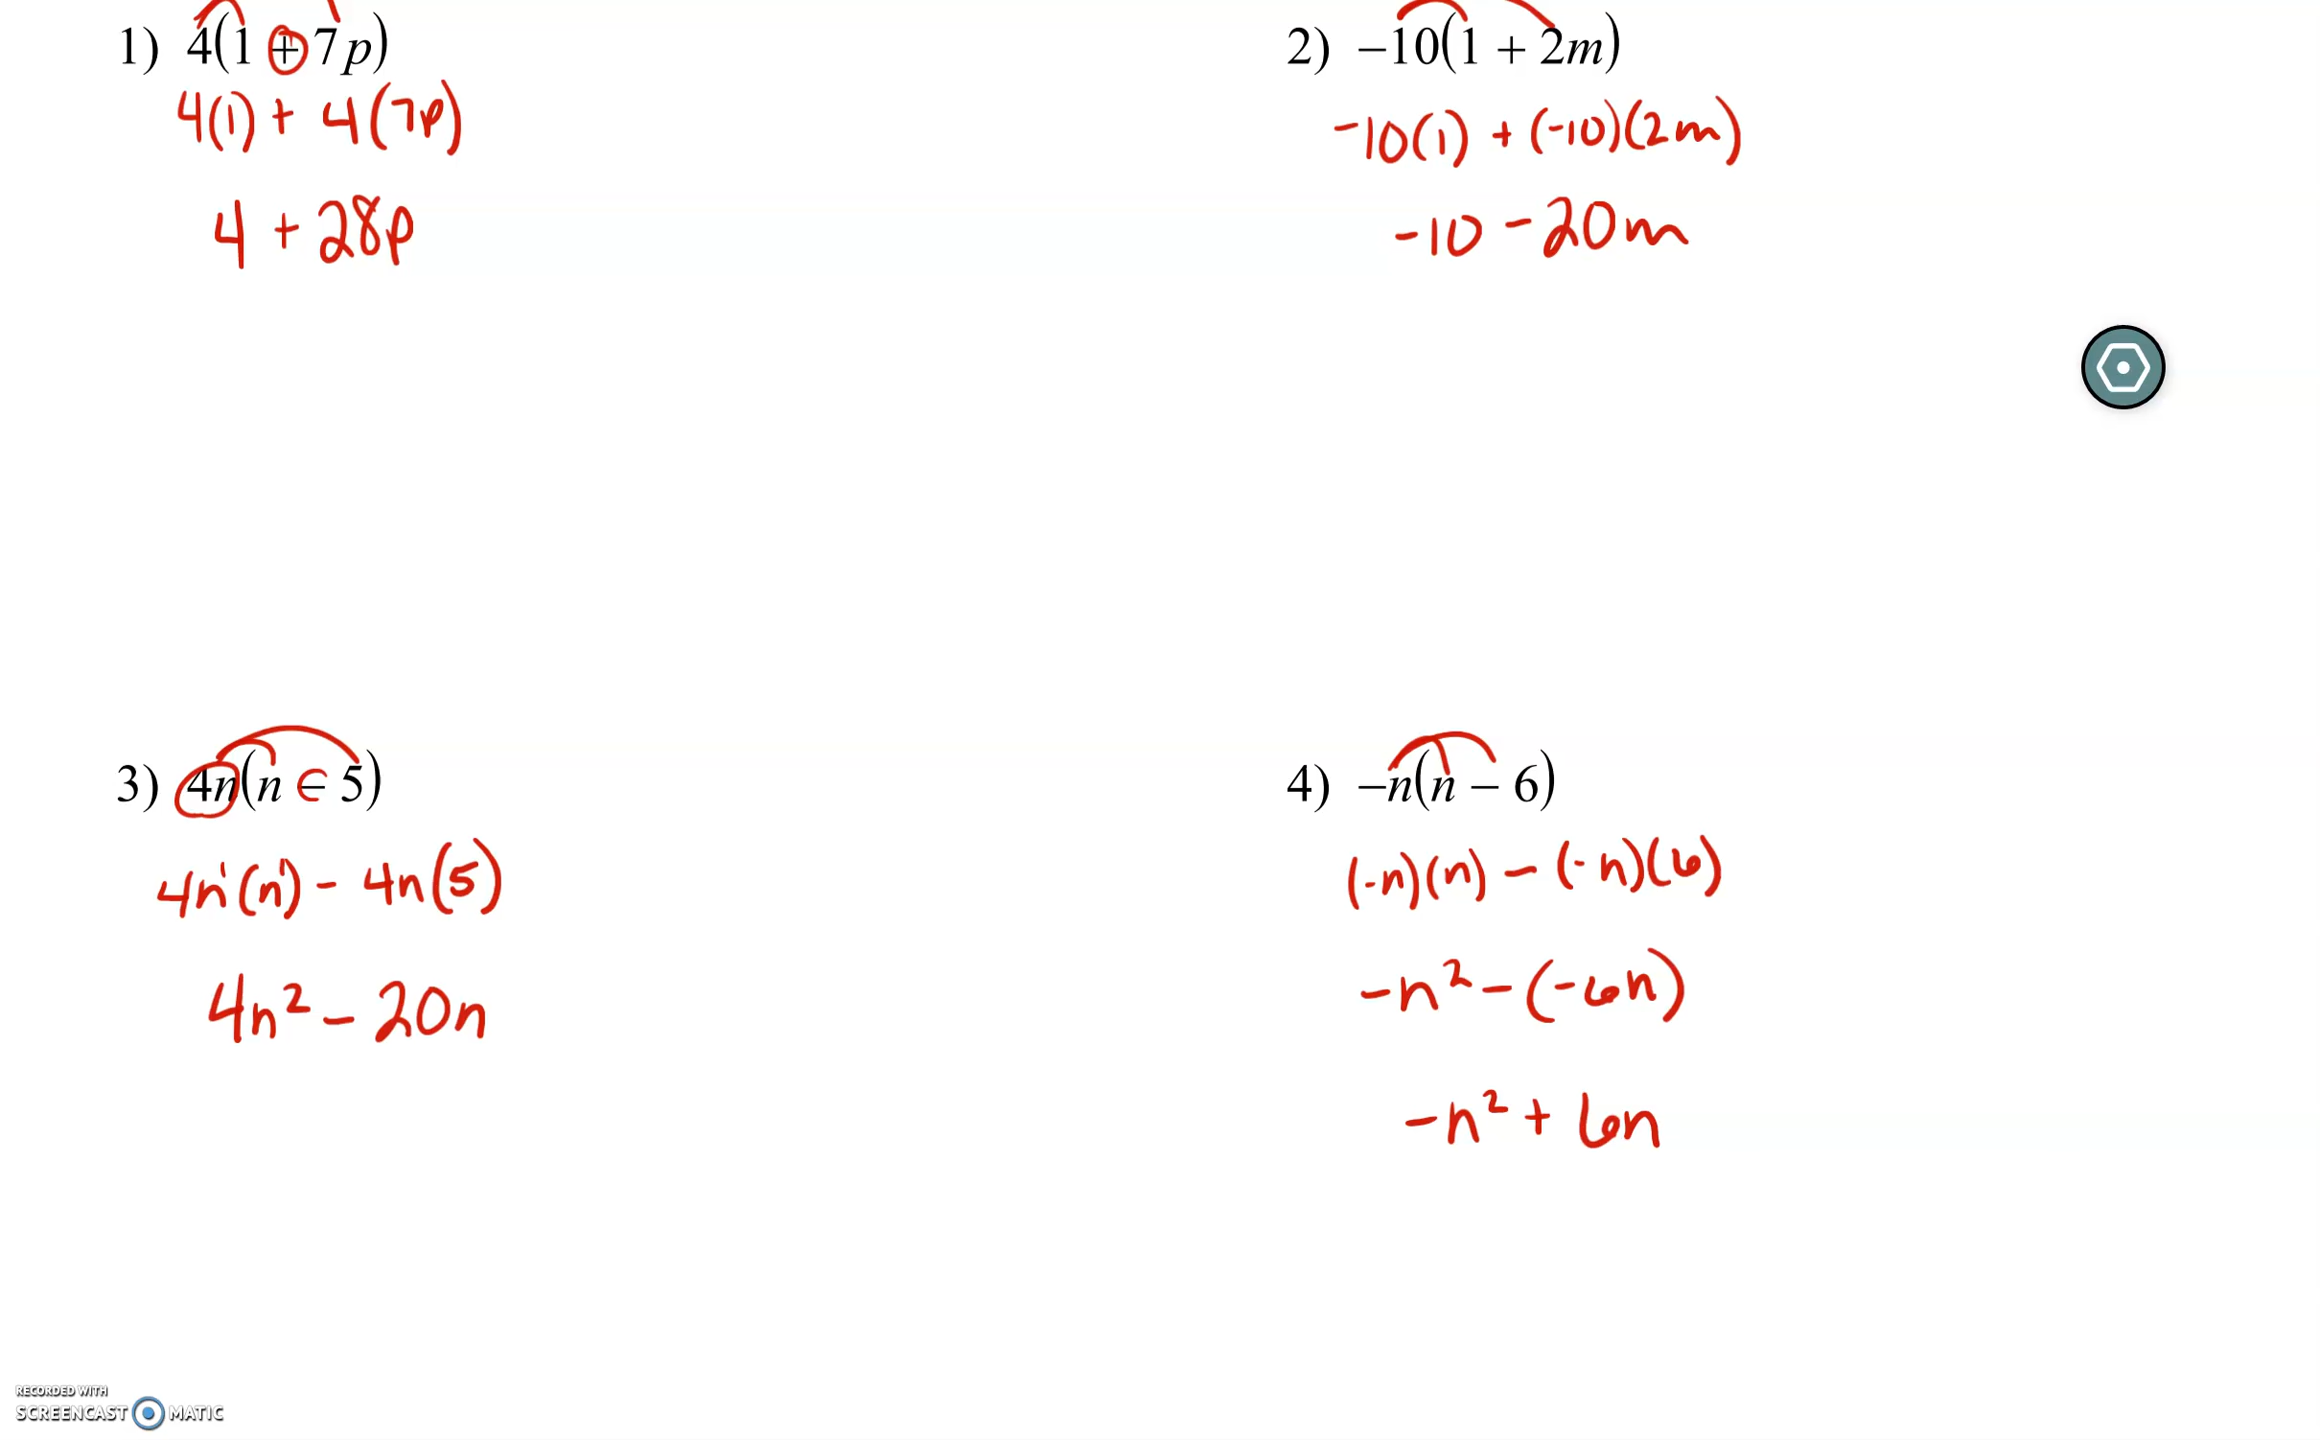 1) 4(1 + 7p)
4(1) + 4(7p)
4 + 28p
2) −10(1 + 2m)
-10(1) + (-10)(2m)
-10 - 20m
3) 4n(n − 5)
4n¹(n¹) - 4n(5)
4n² - 20n
4) −n(n − 6)
(-n)(n) - (-n)(6)
-n² - (-6n)
-n² + 6n
RECORDED WITH
SCREENCAST MATIC